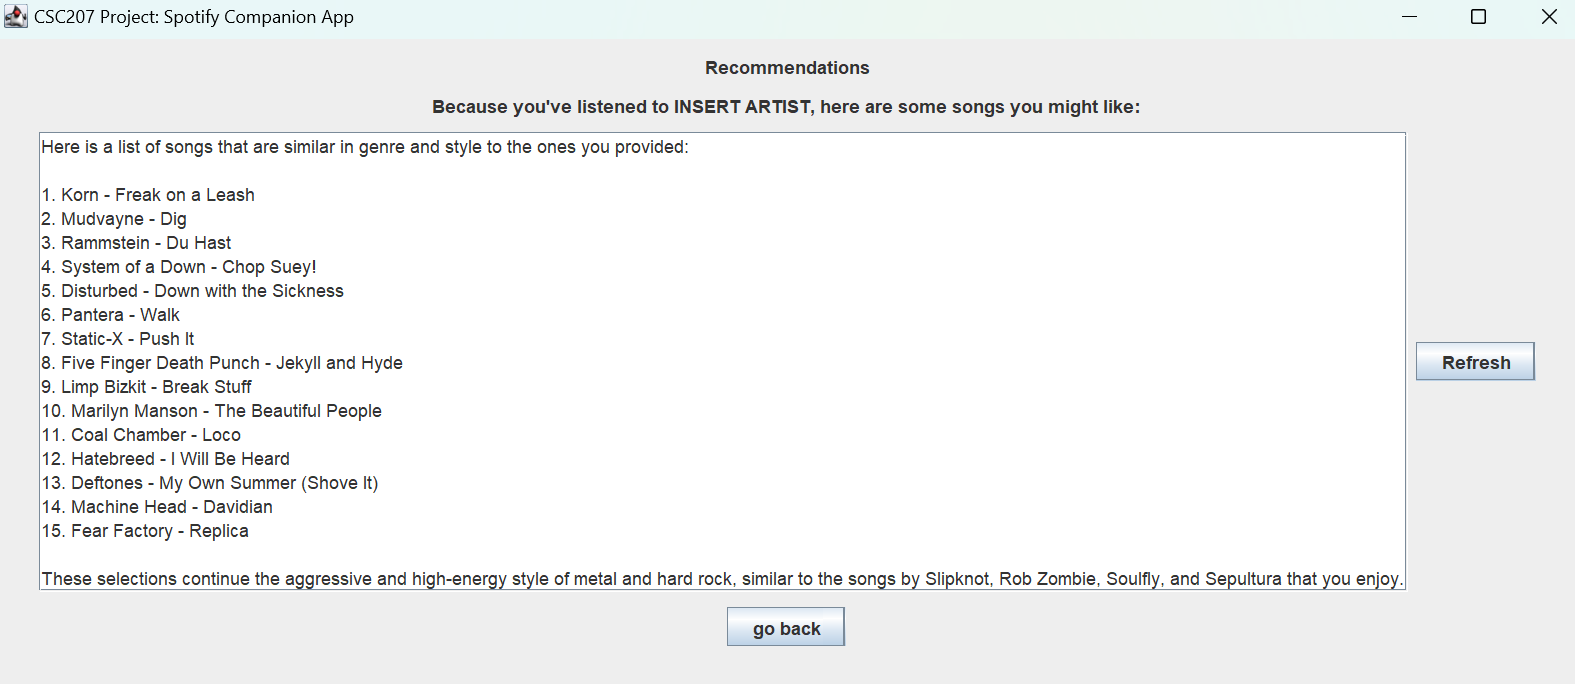 CSC207 Project: Spotify Companion App
Recommendations
Because you've listened to INSERT ARTIST, here are some songs you might like:
Here is a list of songs that are similar in genre and style to the ones you provided:
1. Korn - Freak on a Leash
2. Mudvayne - Dig
3. Rammstein - Du Hast
4. System of a Down - Chop Suey!
5. Disturbed - Down with the Sickness
6. Pantera - Walk
7. Static-X - Push It
8. Five Finger Death Punch - Jekyll and Hyde
9. Limp Bizkit - Break Stuff
10. Marilyn Manson - The Beautiful People
11. Coal Chamber - Loco
12. Hatebreed - I Will Be Heard
13. Deftones - My Own Summer (Shove It)
14. Machine Head - Davidian
15. Fear Factory - Replica
These selections continue the aggressive and high-energy style of metal and hard rock, similar to the songs by Slipknot, Rob Zombie, Soulfly, and Sepultura that you enjoy.
Refresh
go back